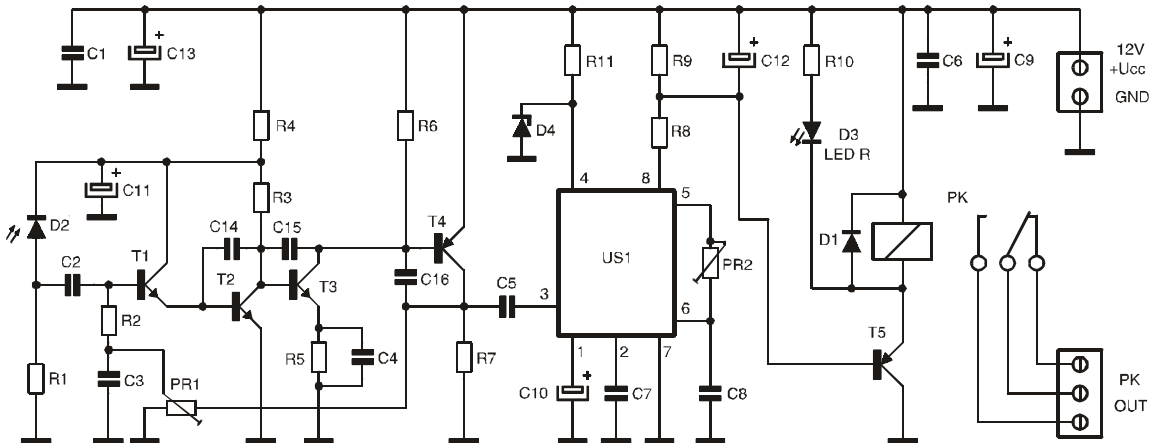 C1
C13
R4
R6
R11
R9
C12
R10
C6
C9
12V
+Ucc
GND
D4
R8
D3
LED R
C11
R3
4
8
5
D2
T1
C14
C15
T4
US1
PR2
D1
PK
C2
T2
T3
C16
C5
3
6
R2
R5
C4
R7
1
2
7
T5
R1
C3
PR1
C10
C7
C8
PK
OUT